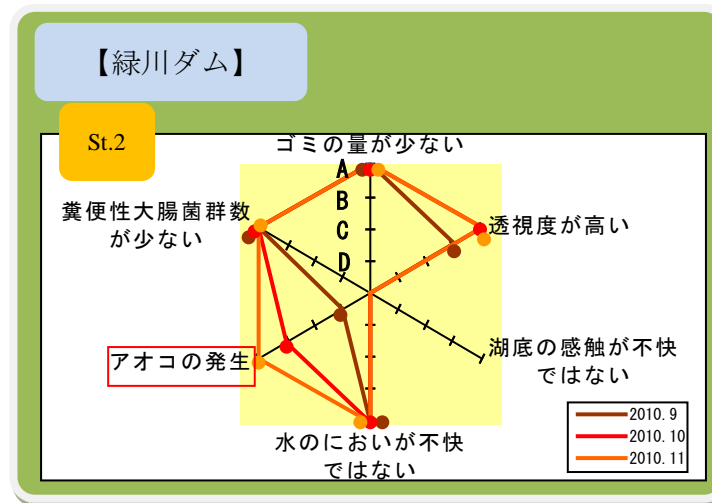 【緑川ダム】
St.2
ゴミの量が少ない
A
B
C
D
糞便性大腸菌群数
が少ない
透視度が高い
アオコの発生
湖底の感触が不快
ではない
水のにおいが不快
ではない
2010.9
2010.10
2010.11